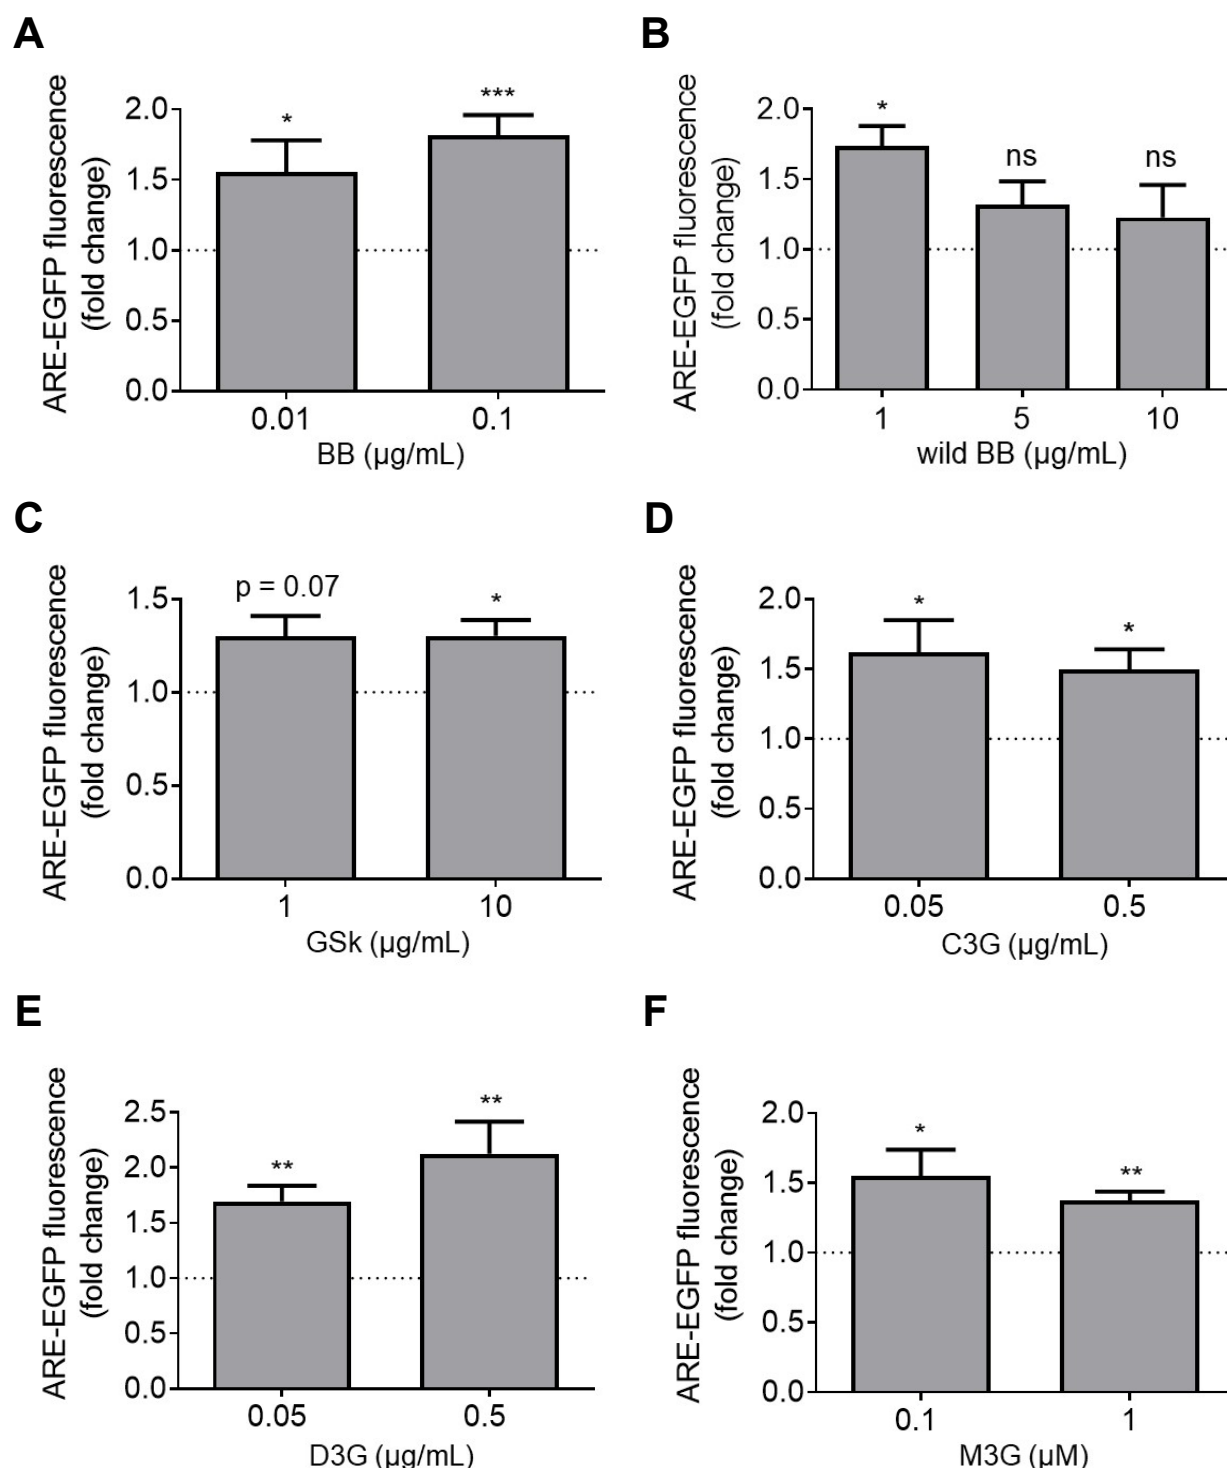 A
ARE-EGFP fluorescence
(fold change)
2.0
1.5
1.0
0.5
0.0
*
***
0.01
0.1
BB (µg/mL)
B
ARE-EGFP fluorescence
(fold change)
2.0
1.5
1.0
0.5
0.0
*
ns
ns
1
5
10
wild BB (µg/mL)
C
ARE-EGFP fluorescence
(fold change)
1.5
1.0
0.5
0.0
p = 0.07
*
1
10
GSk (µg/mL)
D
ARE-EGFP fluorescence
(fold change)
2.0
1.5
1.0
0.5
0.0
*
*
0.05
0.5
C3G (µg/mL)
E
ARE-EGFP fluorescence
(fold change)
2.5
2.0
1.5
1.0
0.5
0.0
**
**
0.05
0.5
D3G (µg/mL)
F
ARE-EGFP fluorescence
(fold change)
2.0
1.5
1.0
0.5
0.0
*
**
0.1
1
M3G (µM)